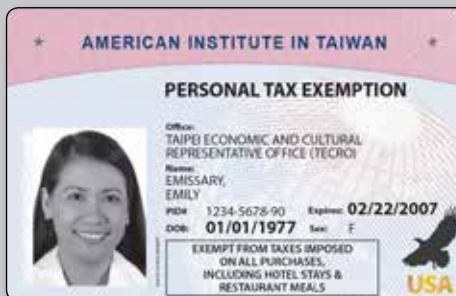 * AMERICAN INSTITUTE IN TAIWAN *
PERSONAL TAX EXEMPTION
Office:
TAIPEI ECONOMIC AND CULTURAL
REPRESENTATIVE OFFICE (TECRO)
Name:
EMISSARY,
EMILY
PID# 1234-5678-90 Expires: 02/22/2007
DOB: 01/01/1977 Sex: F
EXEMPT FROM TAXES IMPOSED
ON ALL PURCHASES,
INCLUDING HOTEL STAYS &
RESTAURANT MEALS
USA